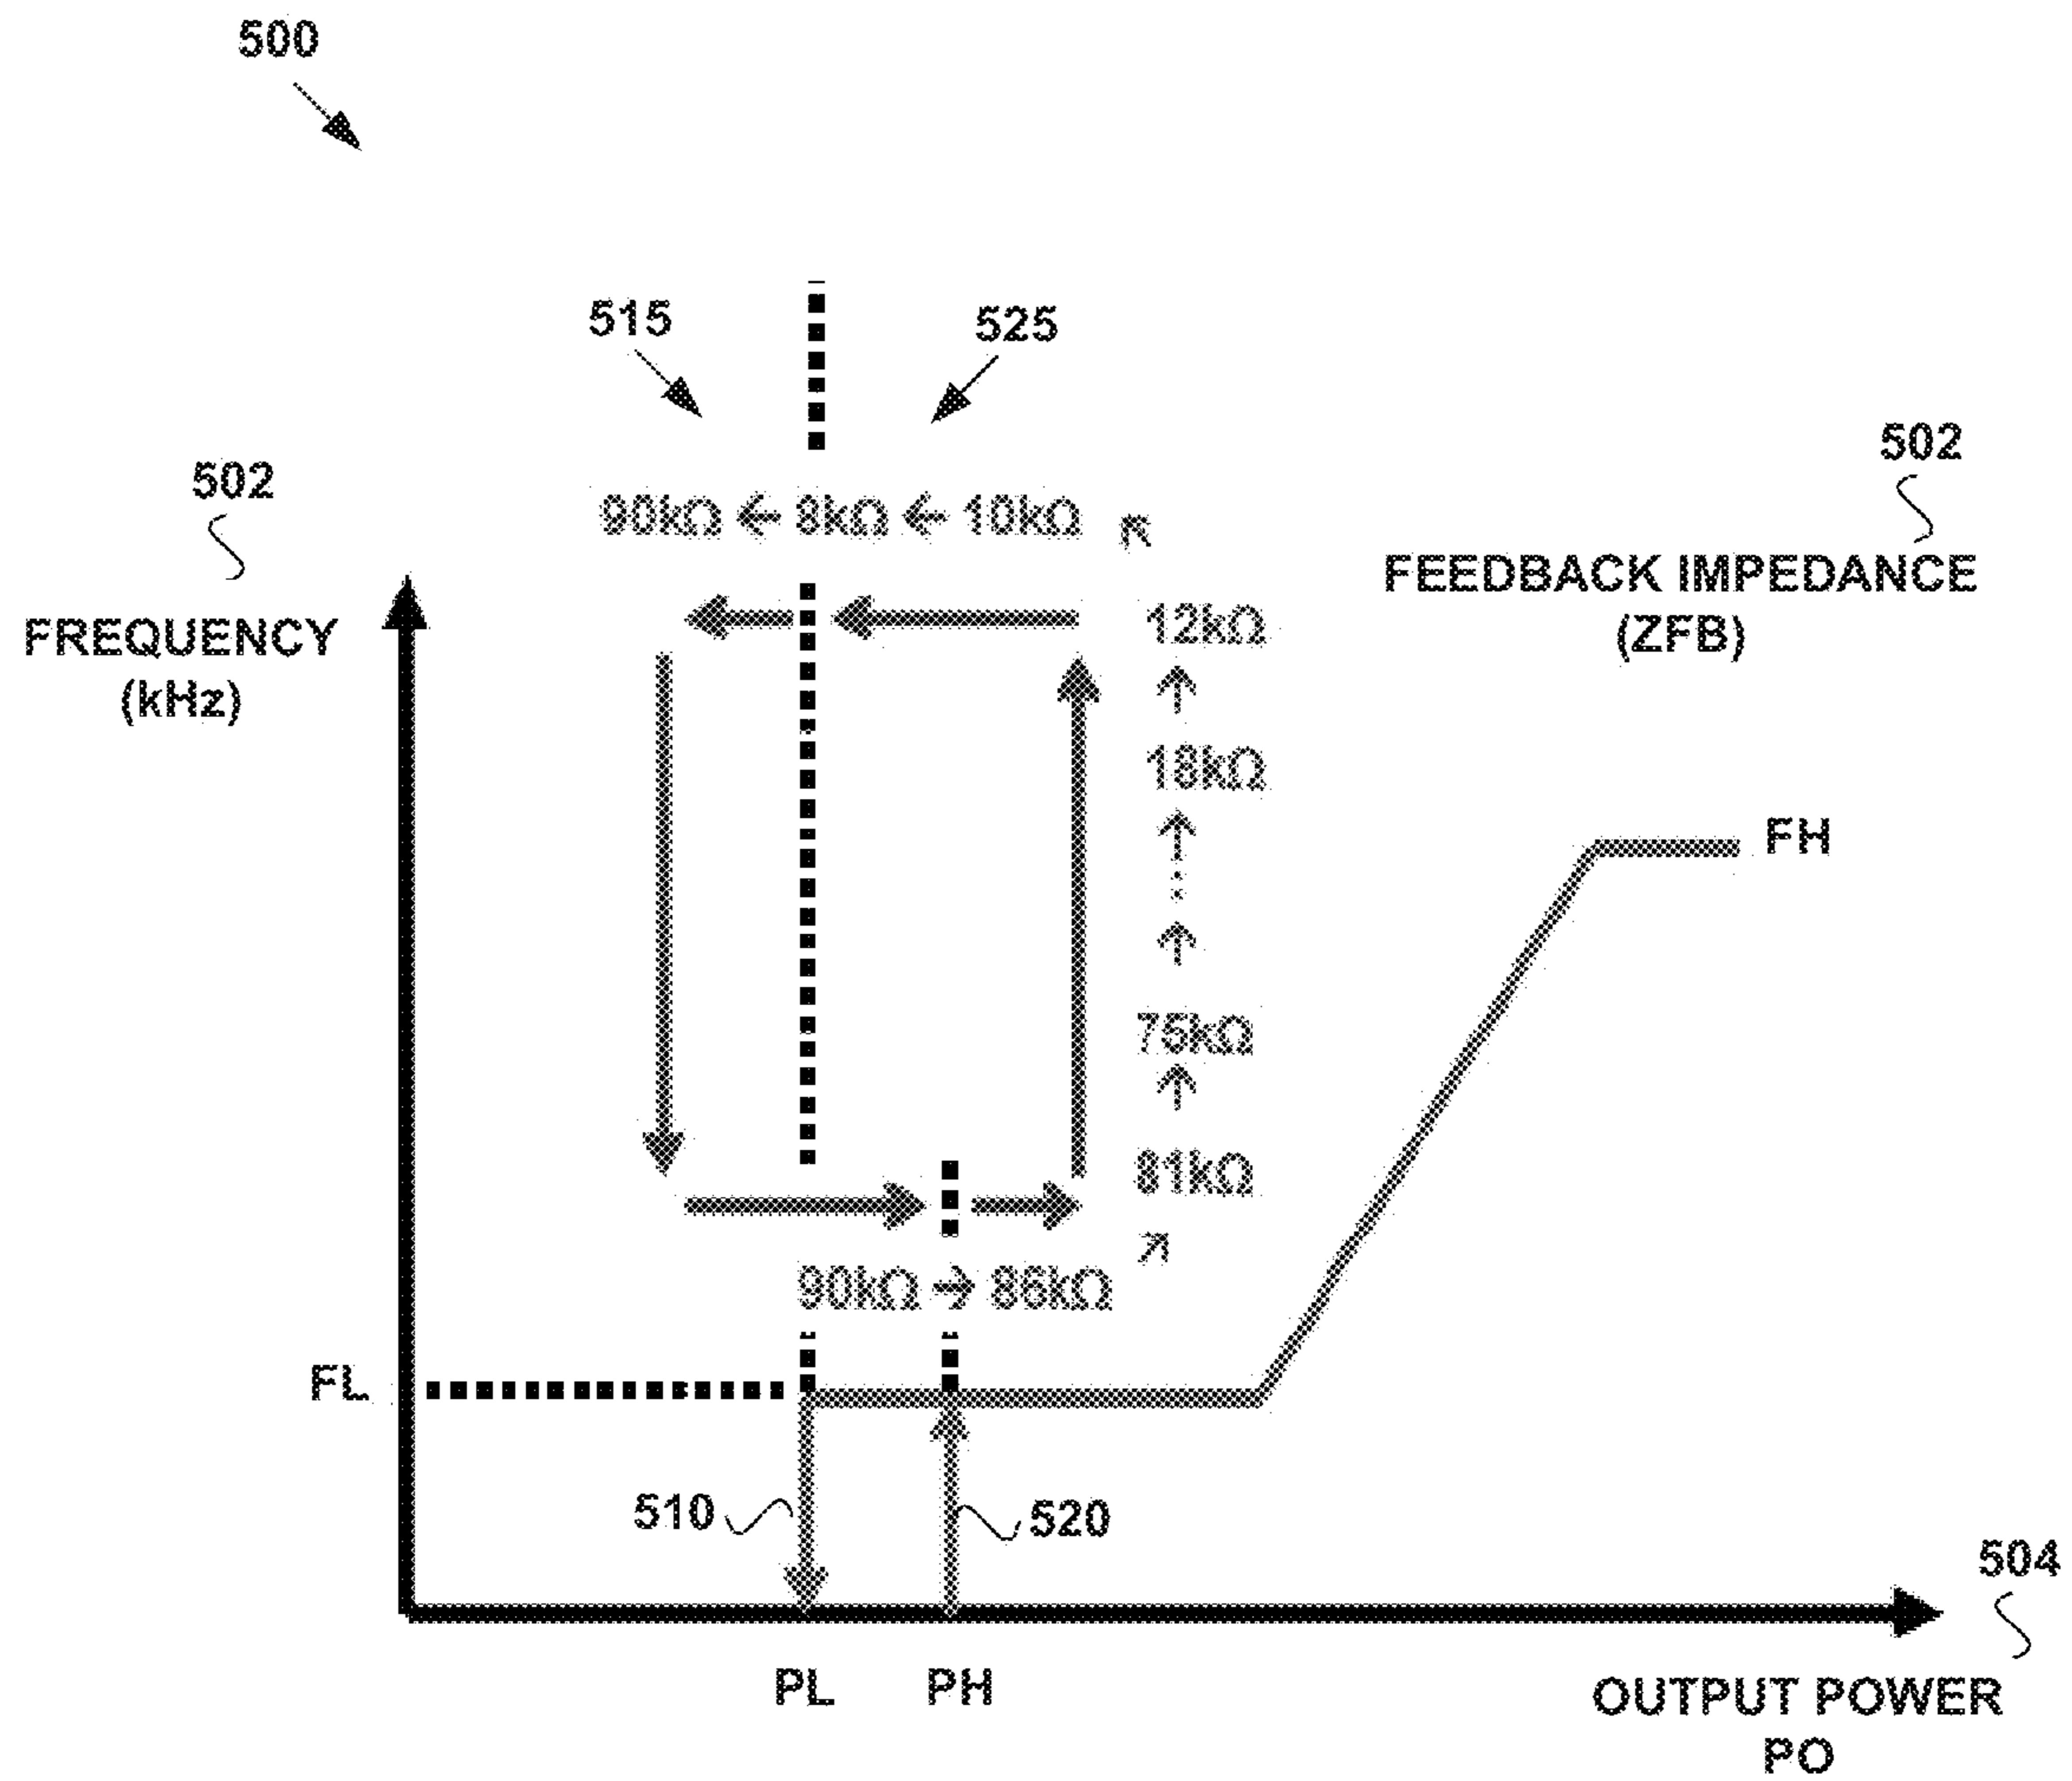 500
515
525
502
502
90kΩ ← 8kΩ ← 10kΩ ↖
FREQUENCY
(kHz)
FEEDBACK IMPEDANCE
(ZFB)
12kΩ
↑
18kΩ
↑
↑
75kΩ
↑
81kΩ
↗
90kΩ → 86kΩ
FH
FL
510
520
504
PL
PH
OUTPUT POWER
PO